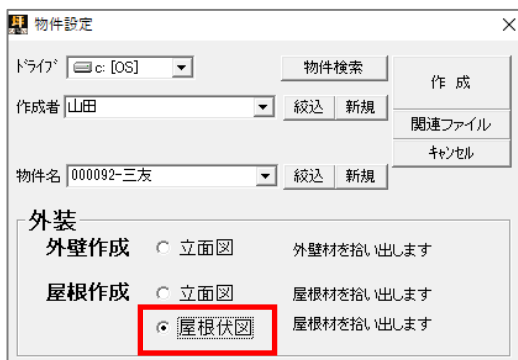 物件設定
ﾄﾞﾗｲﾌﾞ c: [OS] 物件検索 作 成
作成者 山田 絞込 新規 関連ファイル
ｷｬﾝｾﾙ
物件名 000092-三友 絞込 新規
外装
外壁作成 立面図 外壁材を拾い出します
屋根作成 立面図 屋根材を拾い出します
屋根伏図 屋根材を拾い出します